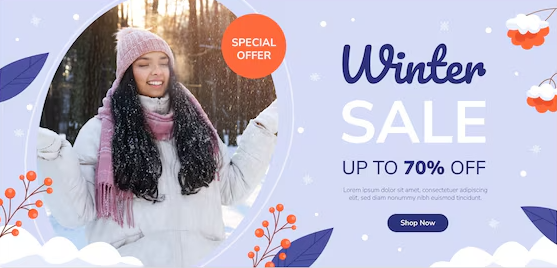 SPECIAL
OFFER
Winter
SALE
UP TO 70% OFF
Lorem ipsum dolor sit amet, consectetuer adipiscing
elit, sed diam nonummy nibh euismod tincidunt.
Shop Now